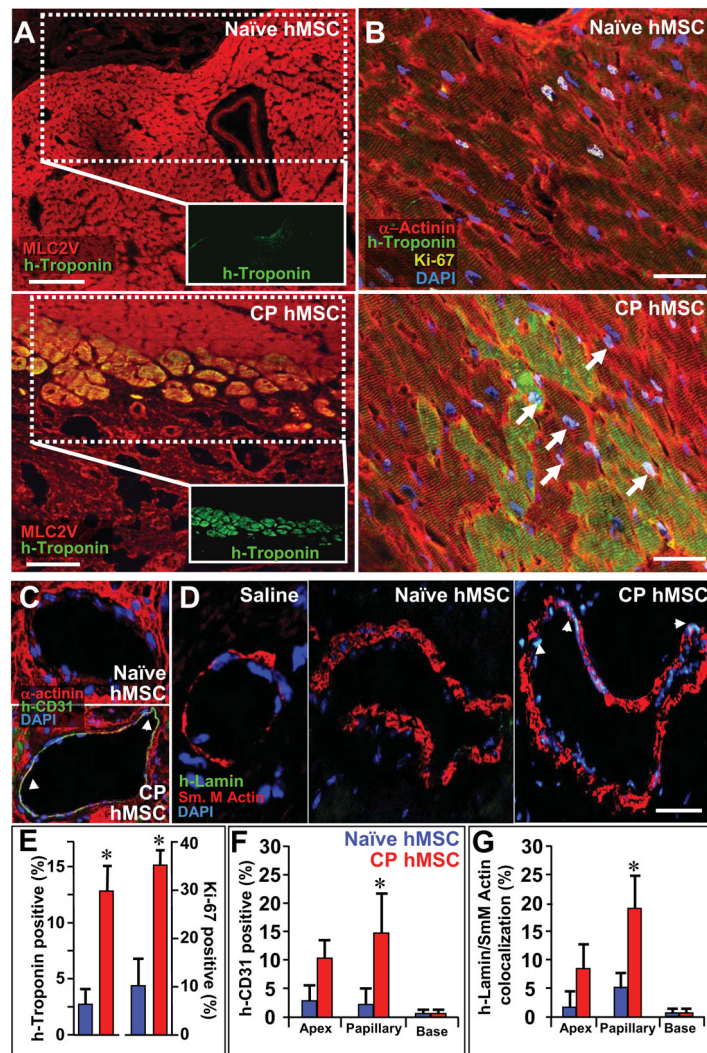 A
Naïve hMSC
MLC2V
h-Troponin
h-Troponin
CP hMSC
MLC2V
h-Troponin
h-Troponin
B
Naïve hMSC
α-Actinin
h-Troponin
Ki-67
DAPI
CP hMSC
C
Naïve
hMSC
α-actinin
h-CD31
DAPI
CP
hMSC
D
Saline
h-Lamin
Sm. M Actin
DAPI
Naïve hMSC
CP hMSC
E
h-Troponin positive (%)
15
10
5
0
*
*
40
30
20
10
0
Ki-67 positive (%)
F
Naïve hMSC
CP hMSC
h-CD31 positive (%)
30
25
20
15
10
5
0
*
Apex Papillary Base
G
h-Lamin/SmM Actin
colocalization (%)
30
25
20
15
10
5
0
*
Apex Papillary Base